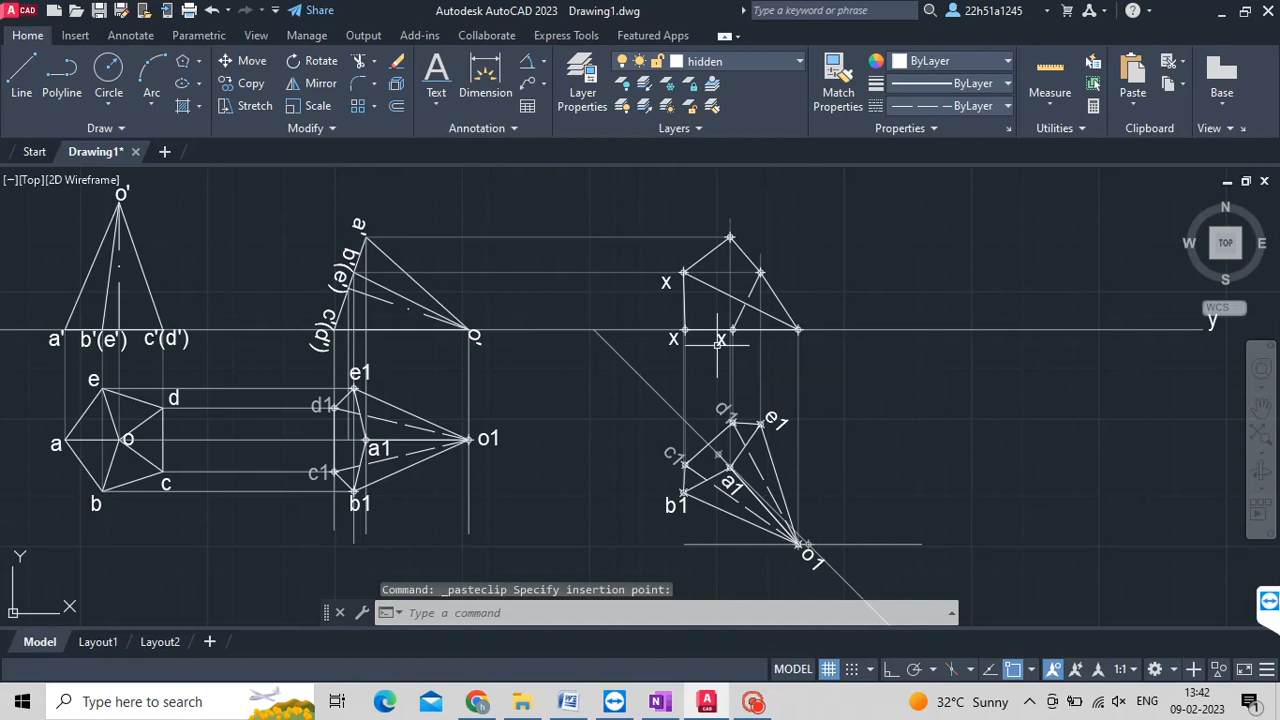 Share Autodesk AutoCAD 2023 Drawing1.dwg Type a keyword or phrase 22h51a1245
Home Insert Annotate Parametric View Manage Output Add-ins Collaborate Express Tools Featured Apps
Line Polyline Circle Arc
Move Rotate
Copy Mirror
Stretch Scale
Text Dimension
Layer Properties
hidden
Match Properties
ByLayer
ByLayer
ByLayer
Measure Paste Base
Draw Modify Annotation Layers Properties Utilities Clipboard View
Start Drawing1*
[−][Top][2D Wireframe]
N
W TOP E
S
WCS
o'
a' b'(e') c'(d')
a'
b'(e')
c'(d')
o'
x
x x
y
e
d
a o
b c
e1
d1
a1
o1
c1
b1
d1 e1
c1
a1
b1
o1
Y
X
Command: _pasteclip Specify insertion point:
Type a command
Model Layout1 Layout2
MODEL 1:1
Type here to search 32°C Sunny ENG 13:42
09-02-2023